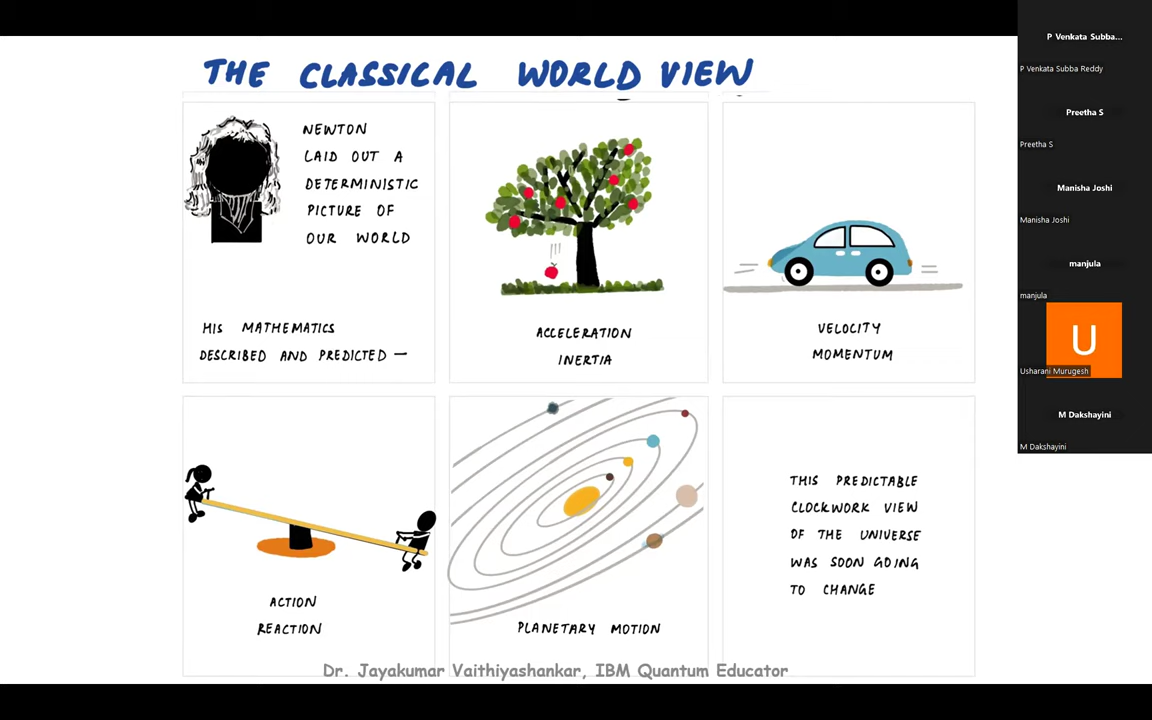 THE CLASSICAL WORLD VIEW
NEWTON
LAID OUT A
DETERMINISTIC
PICTURE OF
OUR WORLD
HIS MATHEMATICS
DESCRIBED AND PREDICTED —
ACCELERATION
INERTIA
VELOCITY
MOMENTUM
ACTION
REACTION
PLANETARY MOTION
THIS PREDICTABLE
CLOCKWORK VIEW
OF THE UNIVERSE
WAS SOON GOING
TO CHANGE
Dr. Jayakumar Vaithiyashankar, IBM Quantum Educator
P Venkata Subba...
P Venkata Subba Reddy
Preetha S
Preetha S
Manisha Joshi
Manisha Joshi
manjula
manjula
U
Usharani Murugesh
M Dakshayini
M Dakshayini